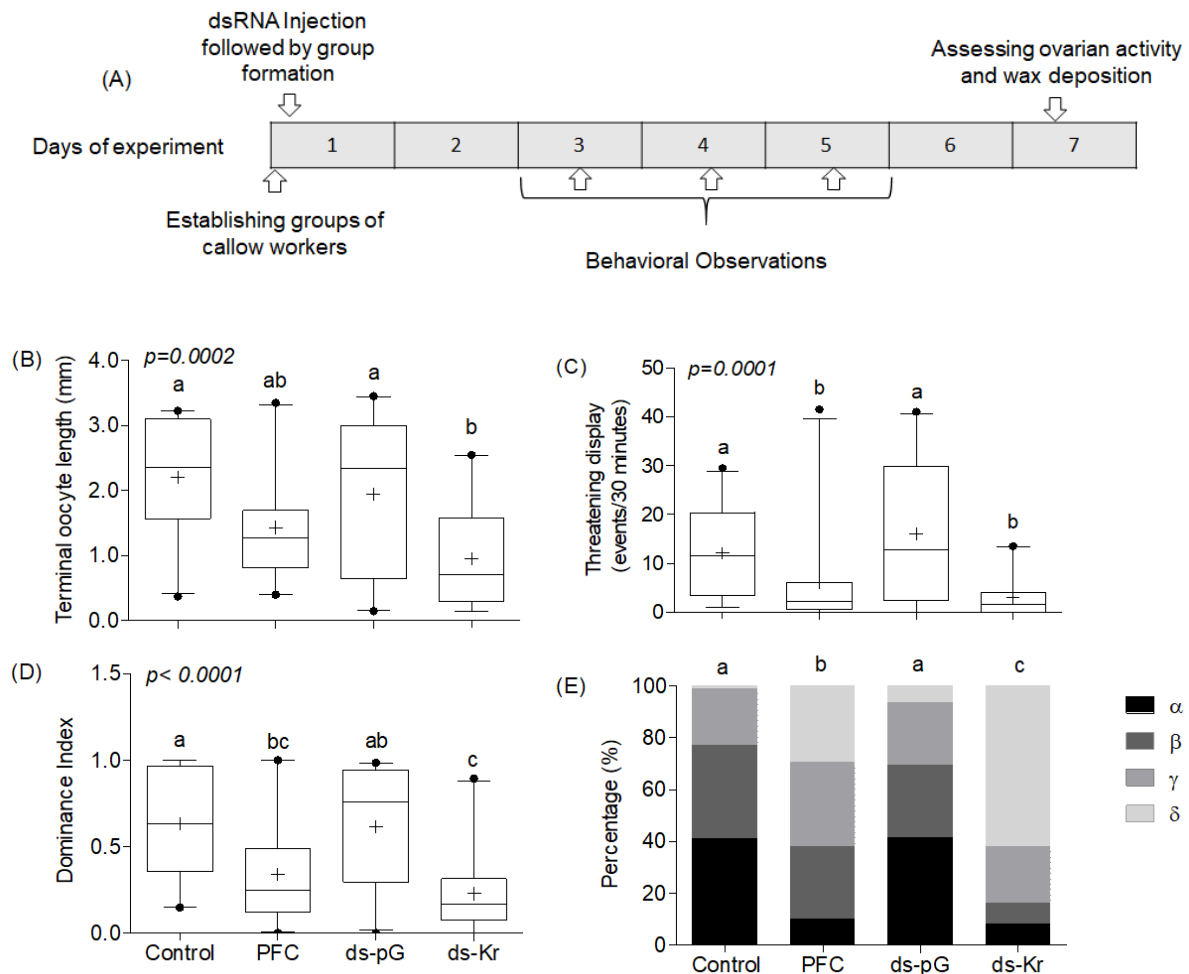 dsRNA Injection
followed by group
formation
Assessing ovarian activity
and wax deposition
(A)
Days of experiment 1 2 3 4 5 6 7
Establishing groups of
callow workers
Behavioral Observations
(B)
Terminal oocyte length (mm)
4.0
3.0
2.0
1.0
0.0
p=0.0002
a ab a b
(C)
Threatening display
(events/30 minutes)
50
40
30
20
10
0
p=0.0001
a b a b
(D)
Dominance Index
1.5
1.0
0.5
0.0
p< 0.0001
a bc ab c
Control PFC ds-pG ds-Kr
(E)
Percentage (%)
100
80
60
40
20
0
a b a c
Control PFC ds-pG ds-Kr
α
β
γ
δ